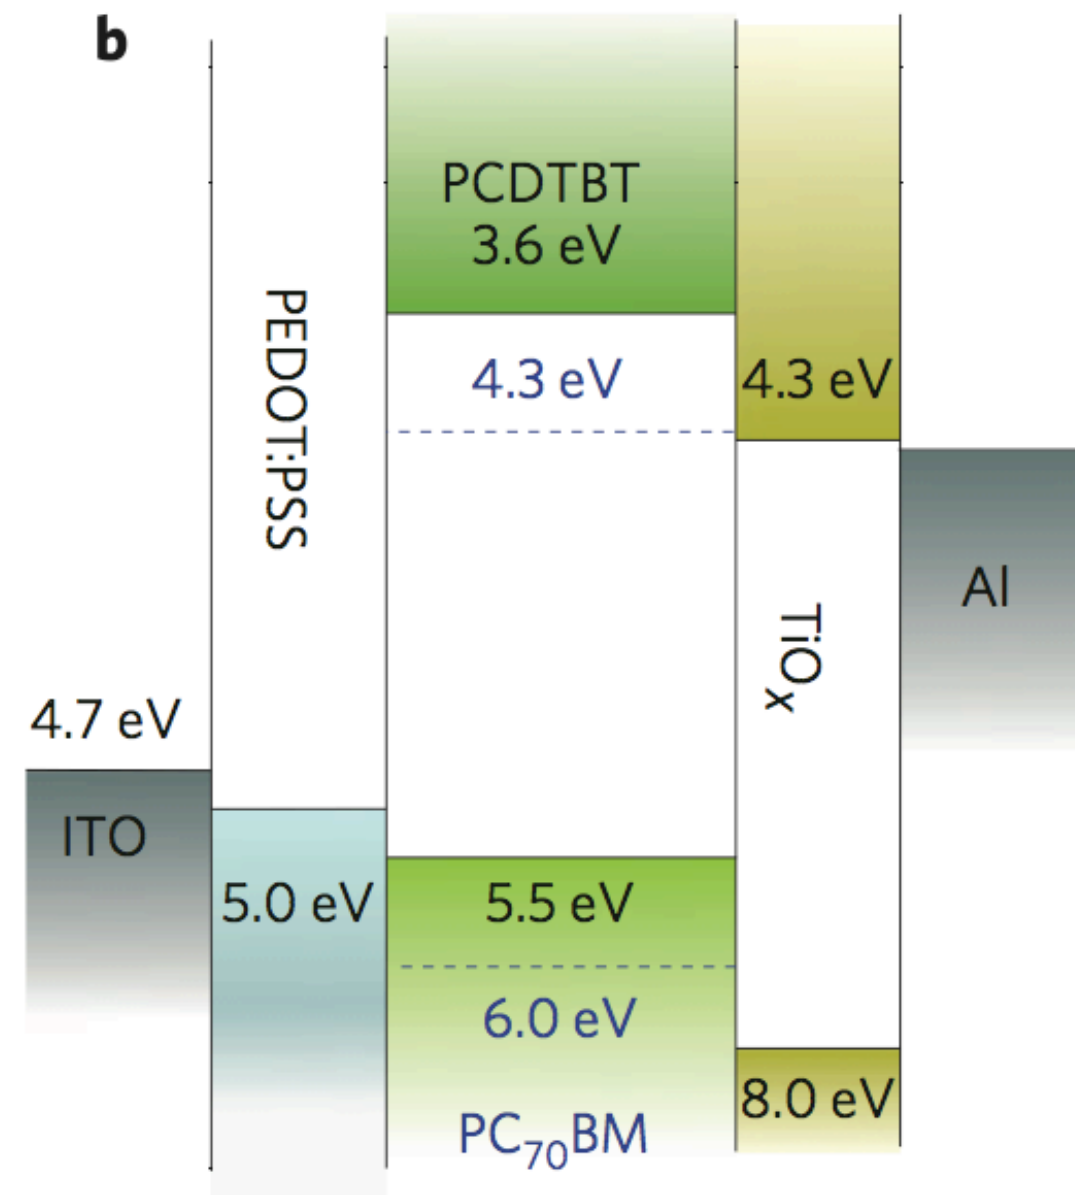 b
PCDTBT
3.6 eV
PEDOT:PSS
4.3 eV
4.3 eV
TiOₓ
Al
4.7 eV
ITO
5.0 eV
5.5 eV
6.0 eV
8.0 eV
PC₇₀BM